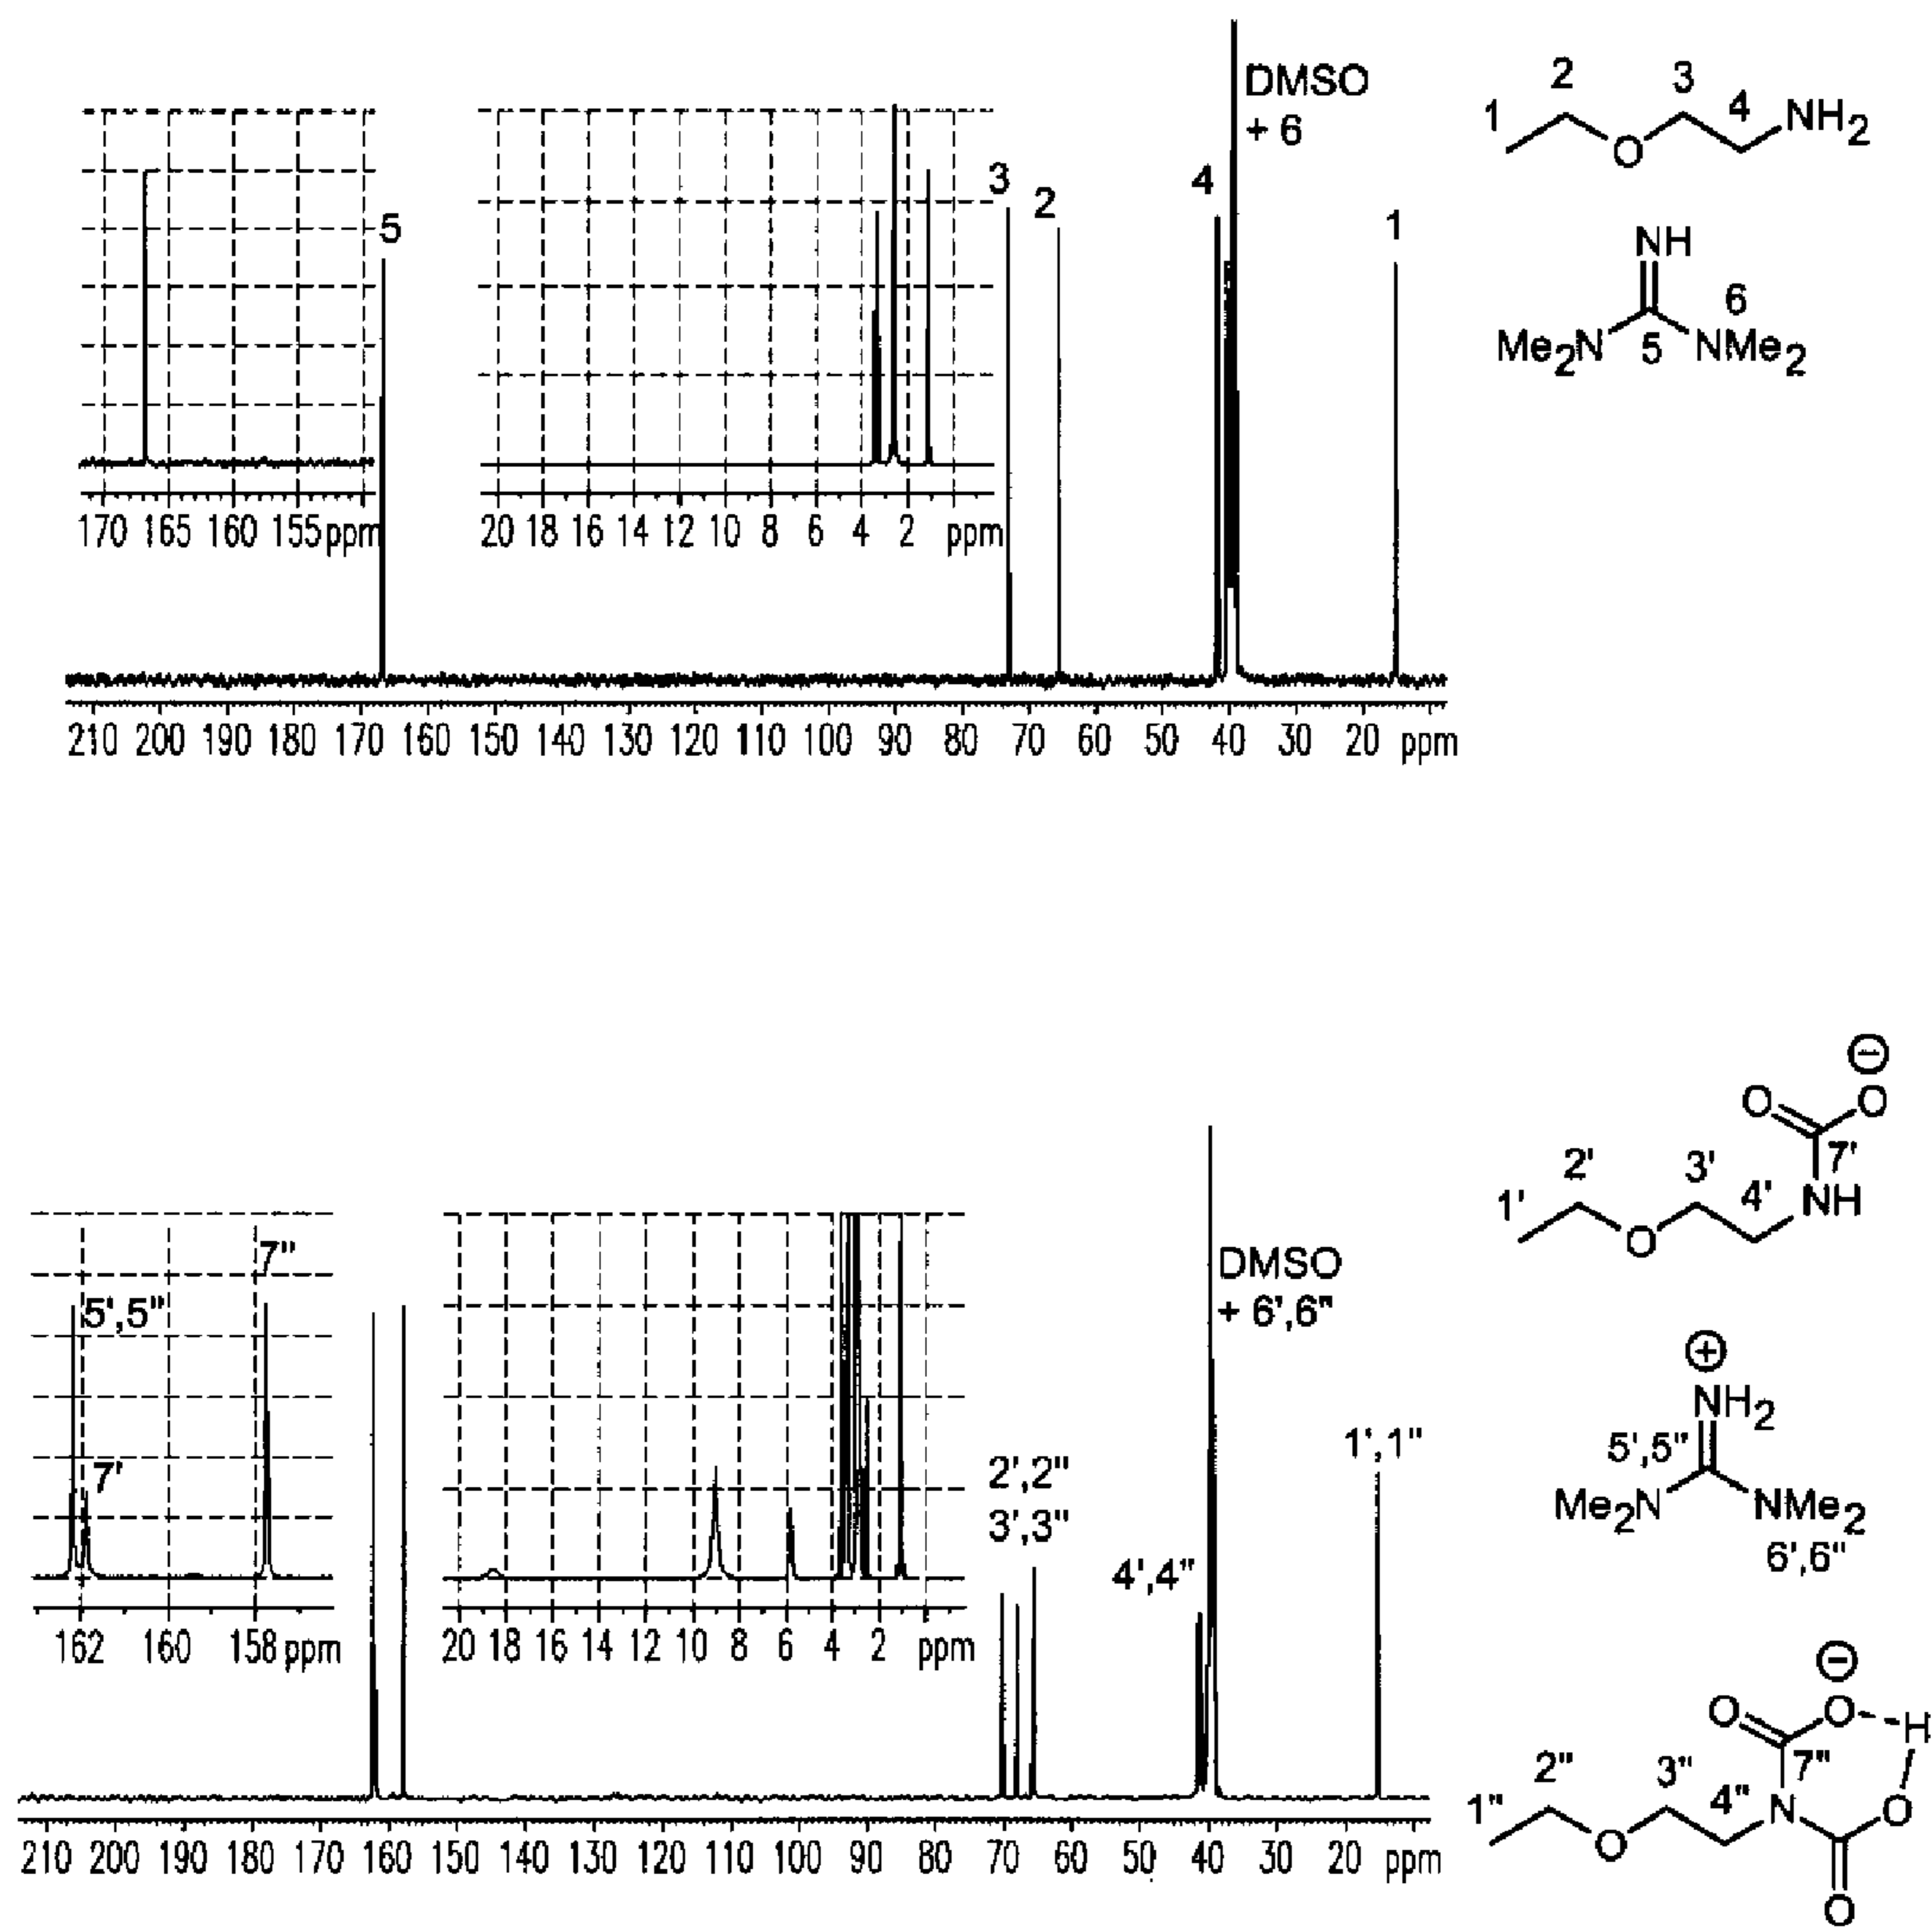 DMSO
+ 6
5
3
2
4
1
170 165 160 155 ppm
20 18 16 14 12 10 8 6 4 2 ppm
210 200 190 180 170 160 150 140 130 120 110 100 90 80 70 60 50 40 30 20 ppm
1 2 3 4 NH2
O
NH
6
Me2N 5 NMe2
7"
5',5"
7'
DMSO
+ 6',6"
2',2"
3',3"
4',4"
1',1"
162 160 158 ppm
20 18 16 14 12 10 8 6 4 2 ppm
210 200 190 180 170 160 150 140 130 120 110 100 90 80 70 60 50 40 30 20 ppm
−
O O
7'
1' 2' 3' 4' NH
O
+
NH2
5',5"
Me2N NMe2
6',6"
−
O O H
7"
1" 2" 3" 4" N O
O
O